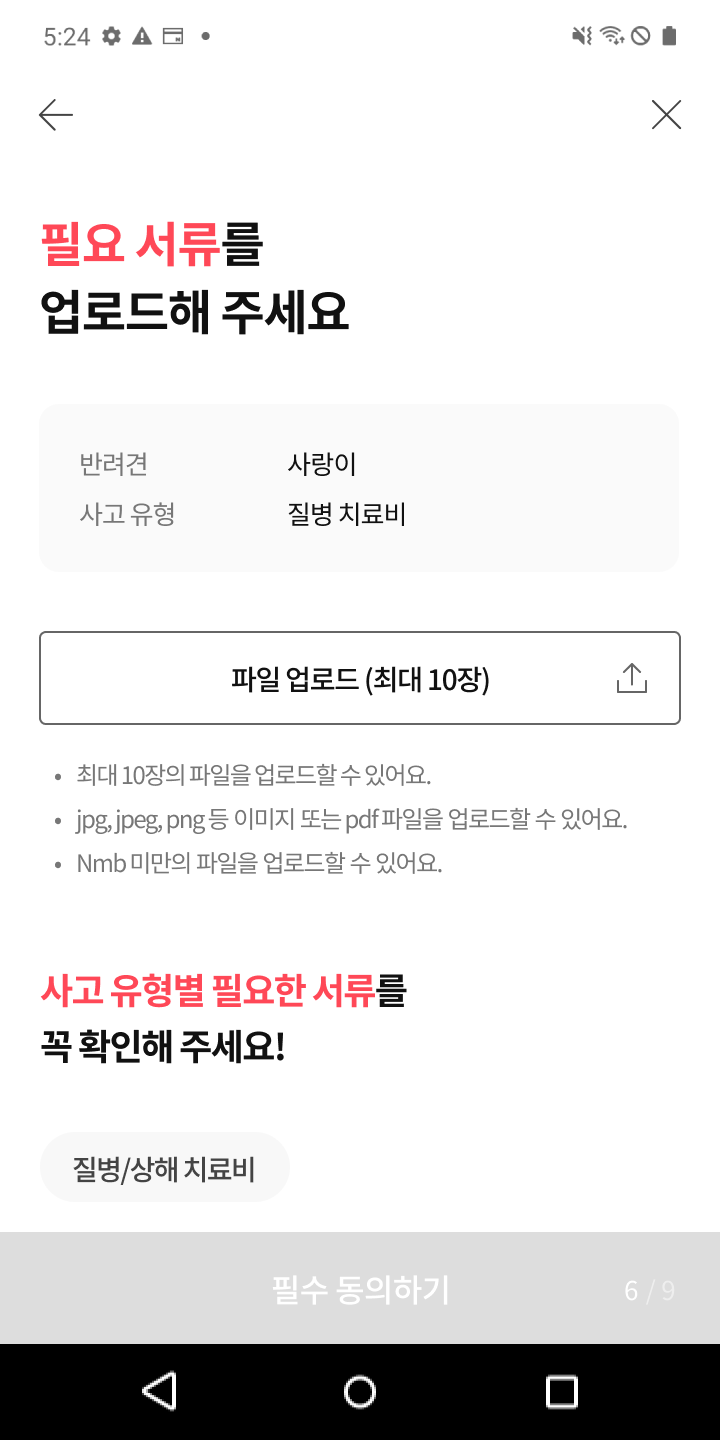 5:24
필요 서류를
업로드해 주세요
반려견 사랑이
사고 유형 질병 치료비
파일 업로드 (최대 10장)
• 최대 10장의 파일을 업로드할 수 있어요.
• jpg, jpeg, png 등 이미지 또는 pdf 파일을 업로드할 수 있어요.
• Nmb 미만의 파일을 업로드할 수 있어요.
사고 유형별 필요한 서류를
꼭 확인해 주세요!
질병/상해 치료비
필수 동의하기 6 / 9